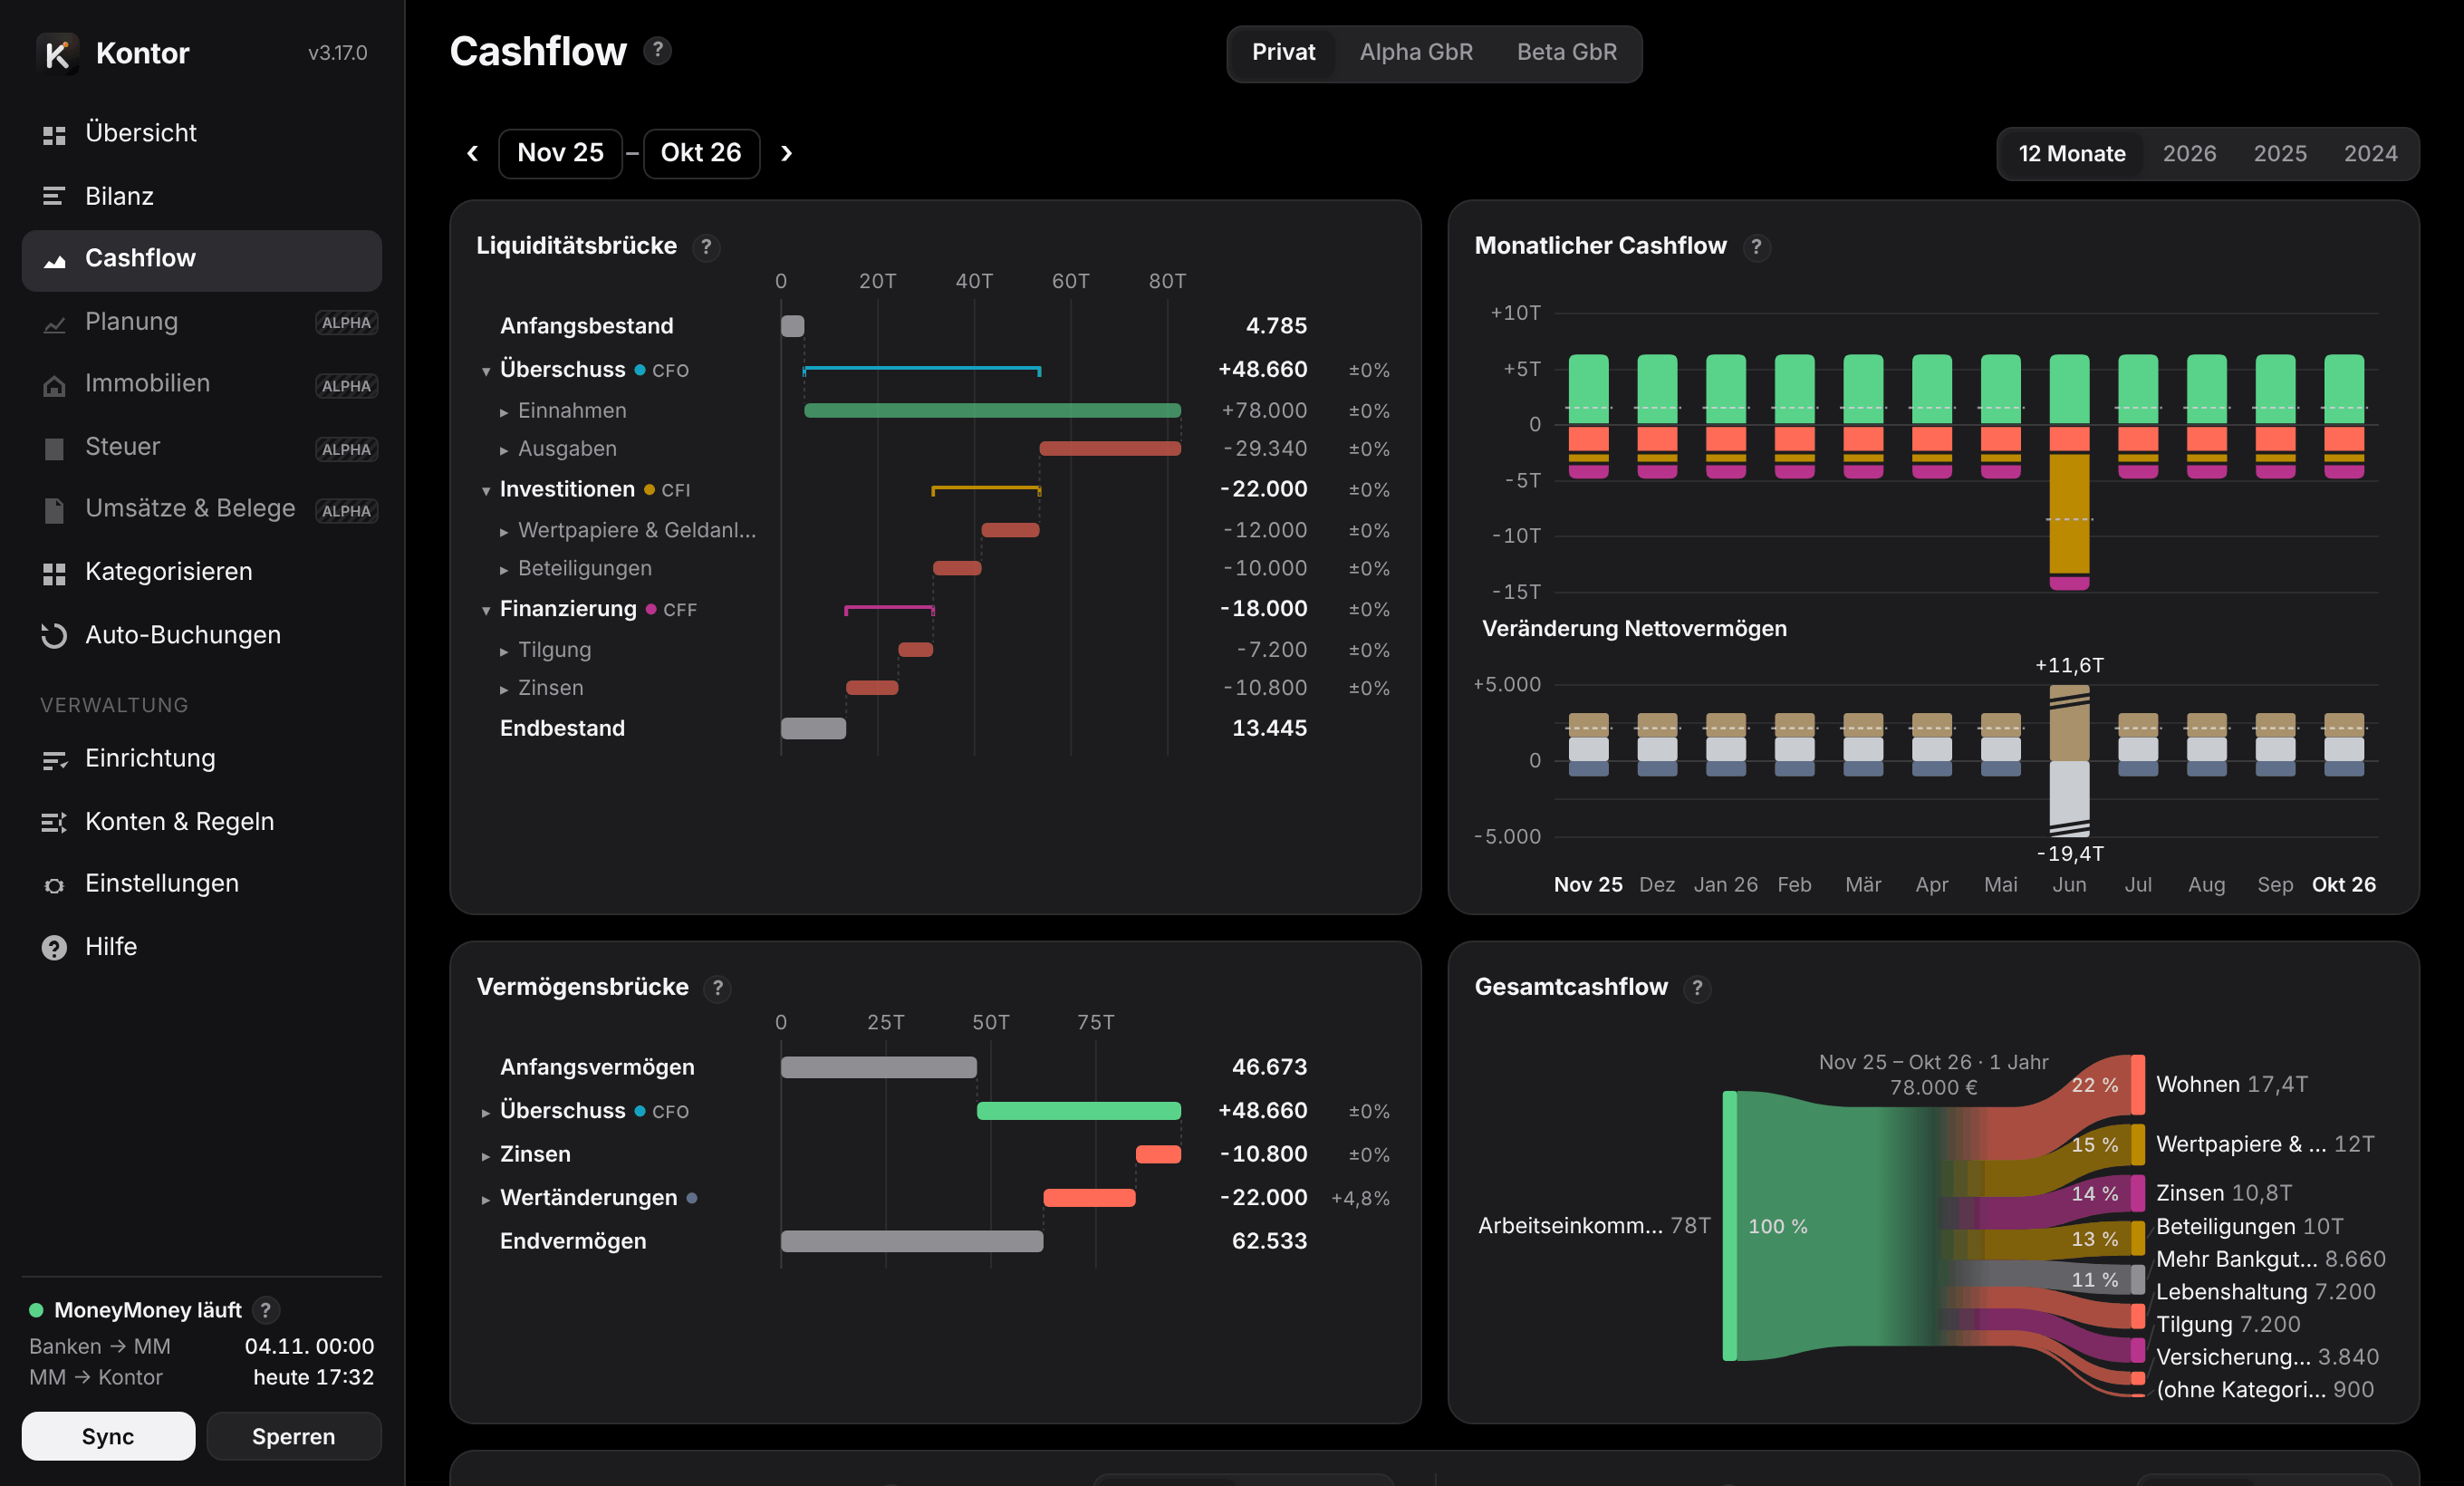 Kontor
v3.17.0
Übersicht
Bilanz
Cashflow
Planung ALPHA
Immobilien ALPHA
Steuer ALPHA
Umsätze & Belege ALPHA
Kategorisieren
Auto-Buchungen
VERWALTUNG
Einrichtung
Konten & Regeln
Einstellungen
? Hilfe
MoneyMoney läuft ?
Banken → MM 04.11. 00:00
MM → Kontor heute 17:32
Sync Sperren
Cashflow ?
Privat Alpha GbR Beta GbR
‹ Nov 25 – Okt 26 ›
12 Monate 2026 2025 2024
Liquiditätsbrücke ?
0 20T 40T 60T 80T
Anfangsbestand 4.785
▾ Überschuss CFO +48.660 ±0%
▸ Einnahmen +78.000 ±0%
▸ Ausgaben -29.340 ±0%
▾ Investitionen CFI -22.000 ±0%
▸ Wertpapiere & Geldanl... -12.000 ±0%
▸ Beteiligungen -10.000 ±0%
▾ Finanzierung CFF -18.000 ±0%
▸ Tilgung -7.200 ±0%
▸ Zinsen -10.800 ±0%
Endbestand 13.445
Monatlicher Cashflow ?
+10T
+5T
0
-5T
-10T
-15T
Veränderung Nettovermögen
+11,6T
+5.000
0
-5.000
-19,4T
Nov 25 Dez Jan 26 Feb Mär Apr Mai Jun Jul Aug Sep Okt 26
Vermögensbrücke ?
0 25T 50T 75T
Anfangsvermögen 46.673
▸ Überschuss CFO +48.660 ±0%
▸ Zinsen -10.800 ±0%
▸ Wertänderungen -22.000 +4,8%
Endvermögen 62.533
Gesamtcashflow ?
Nov 25 – Okt 26 · 1 Jahr
78.000 €
Arbeitseinkomm... 78T 100 %
22 % Wohnen 17,4T
15 % Wertpapiere & ... 12T
14 % Zinsen 10,8T
13 % Beteiligungen 10T
11 % Mehr Bankgut... 8.660
Lebenshaltung 7.200
Tilgung 7.200
Versicherung... 3.840
(ohne Kategori... 900